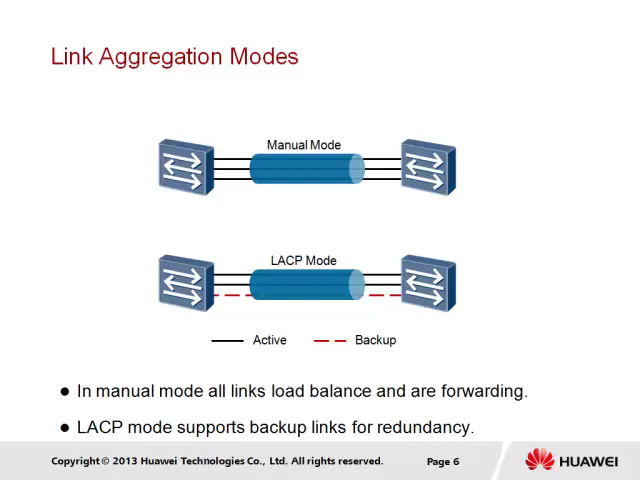 Link Aggregation Modes
Manual Mode
LACP Mode
Active
Backup
● In manual mode all links load balance and are forwarding.
● LACP mode supports backup links for redundancy.
Copyright © 2013 Huawei Technologies Co., Ltd. All rights reserved.
Page 6
HUAWEI